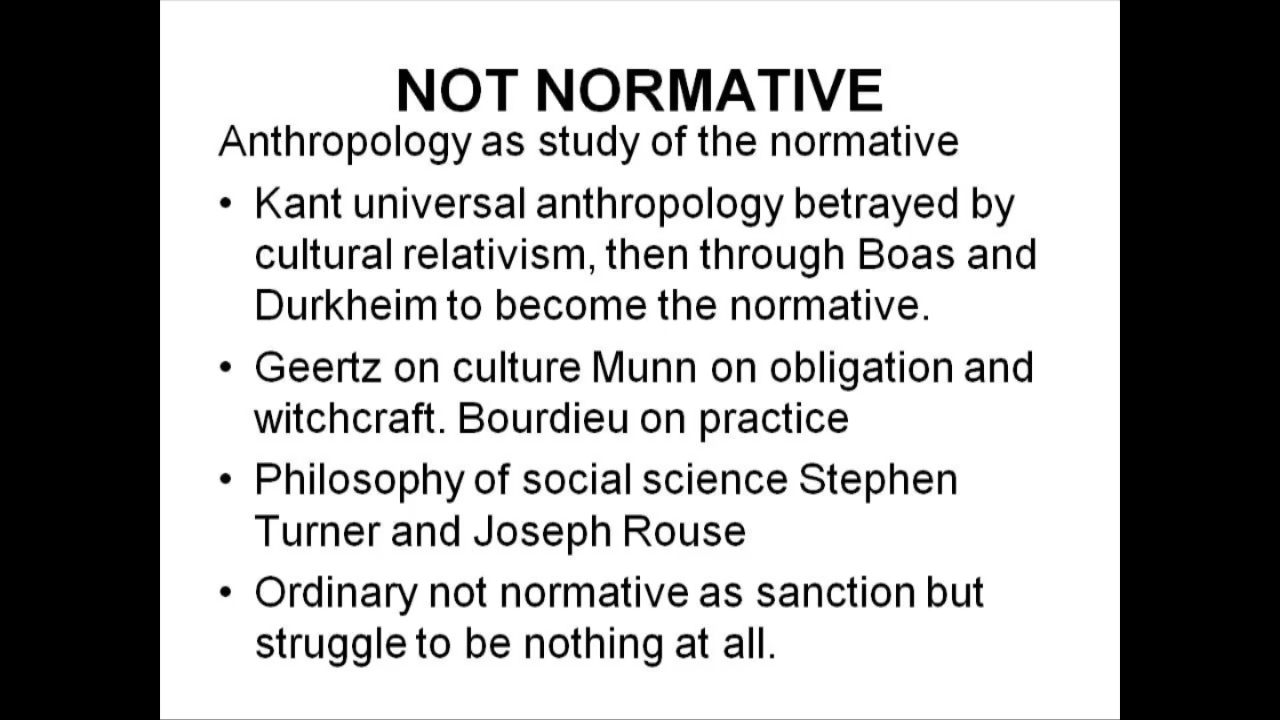 NOT NORMATIVE
Anthropology as study of the normative
• Kant universal anthropology betrayed by
cultural relativism, then through Boas and
Durkheim to become the normative.
• Geertz on culture Munn on obligation and
witchcraft. Bourdieu on practice
• Philosophy of social science Stephen
Turner and Joseph Rouse
• Ordinary not normative as sanction but
struggle to be nothing at all.